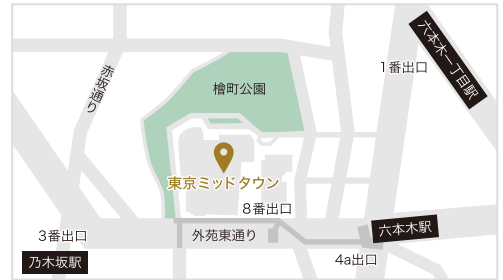 六本木一丁目駅
1番出口
赤坂通り
檜町公園
東京ミッドタウン
8番出口
六本木駅
3番出口
外苑東通り
4a出口
乃木坂駅